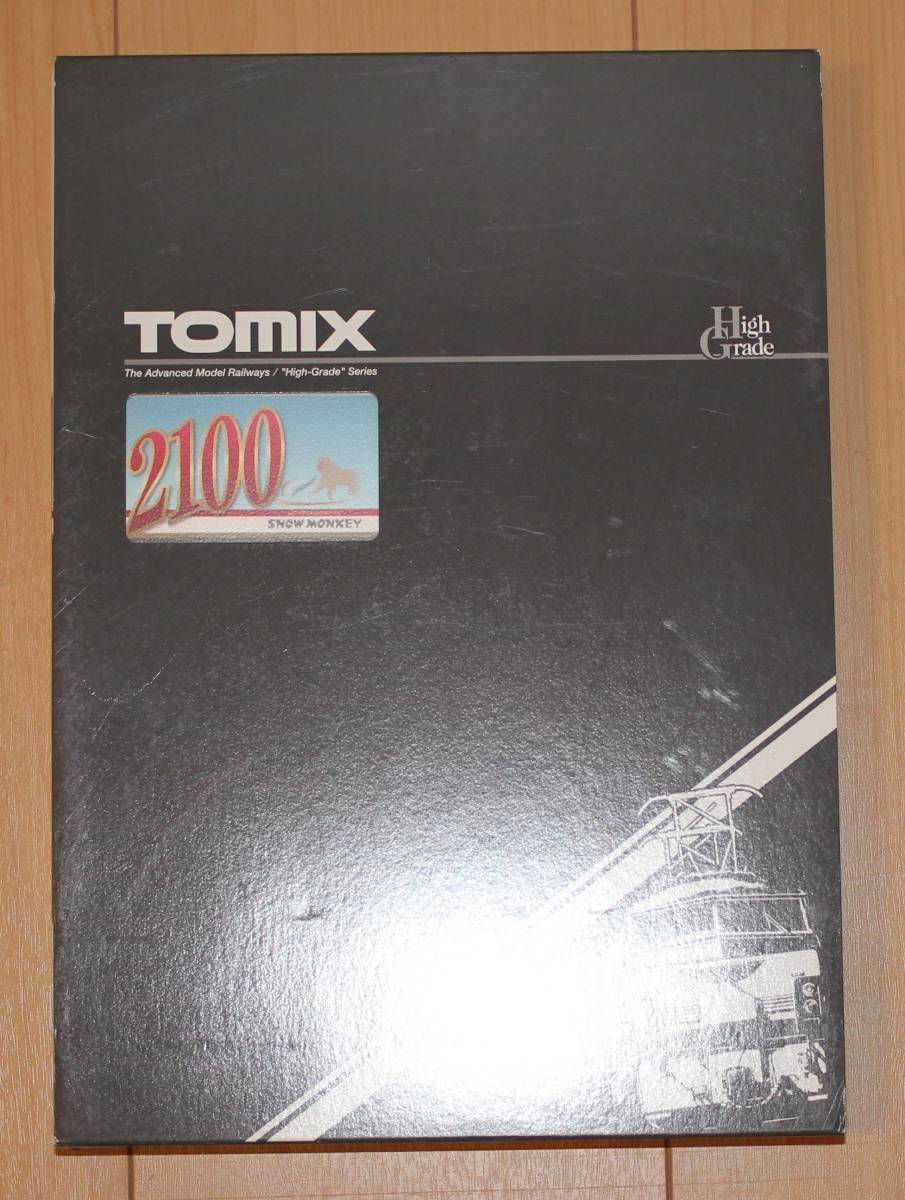 TOMIX
High
Grade
The Advanced Model Railways / "High-Grade" Series
2100
SNOW MONKEY